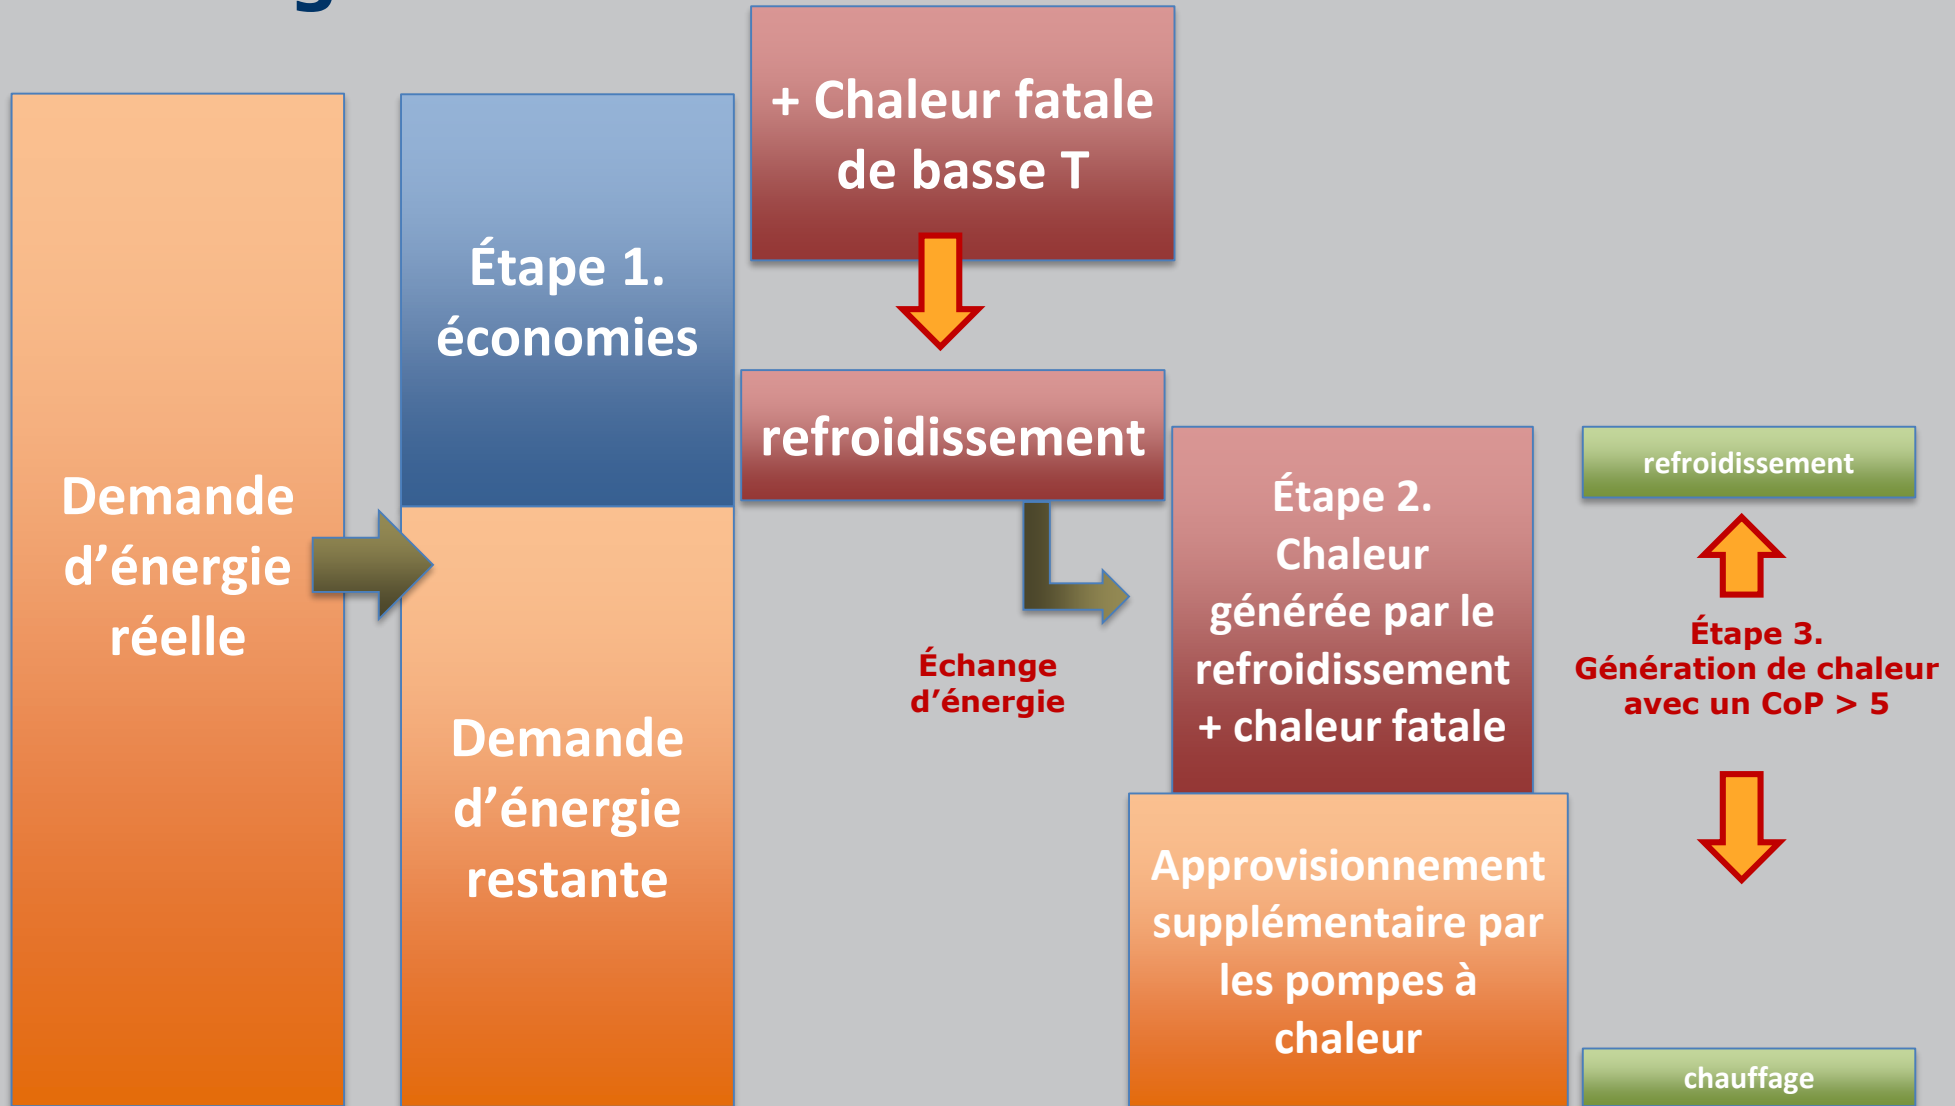 Demande
d’énergie
réelle
Étape 1.
économies
Demande
d’énergie
restante
+ Chaleur fatale
de basse T
refroidissement
Échange
d’énergie
Étape 2.
Chaleur
générée par le
refroidissement
+ chaleur fatale
Approvisionnement
supplémentaire par
les pompes à
chaleur
refroidissement
Étape 3.
Génération de chaleur
avec un CoP > 5
chauffage